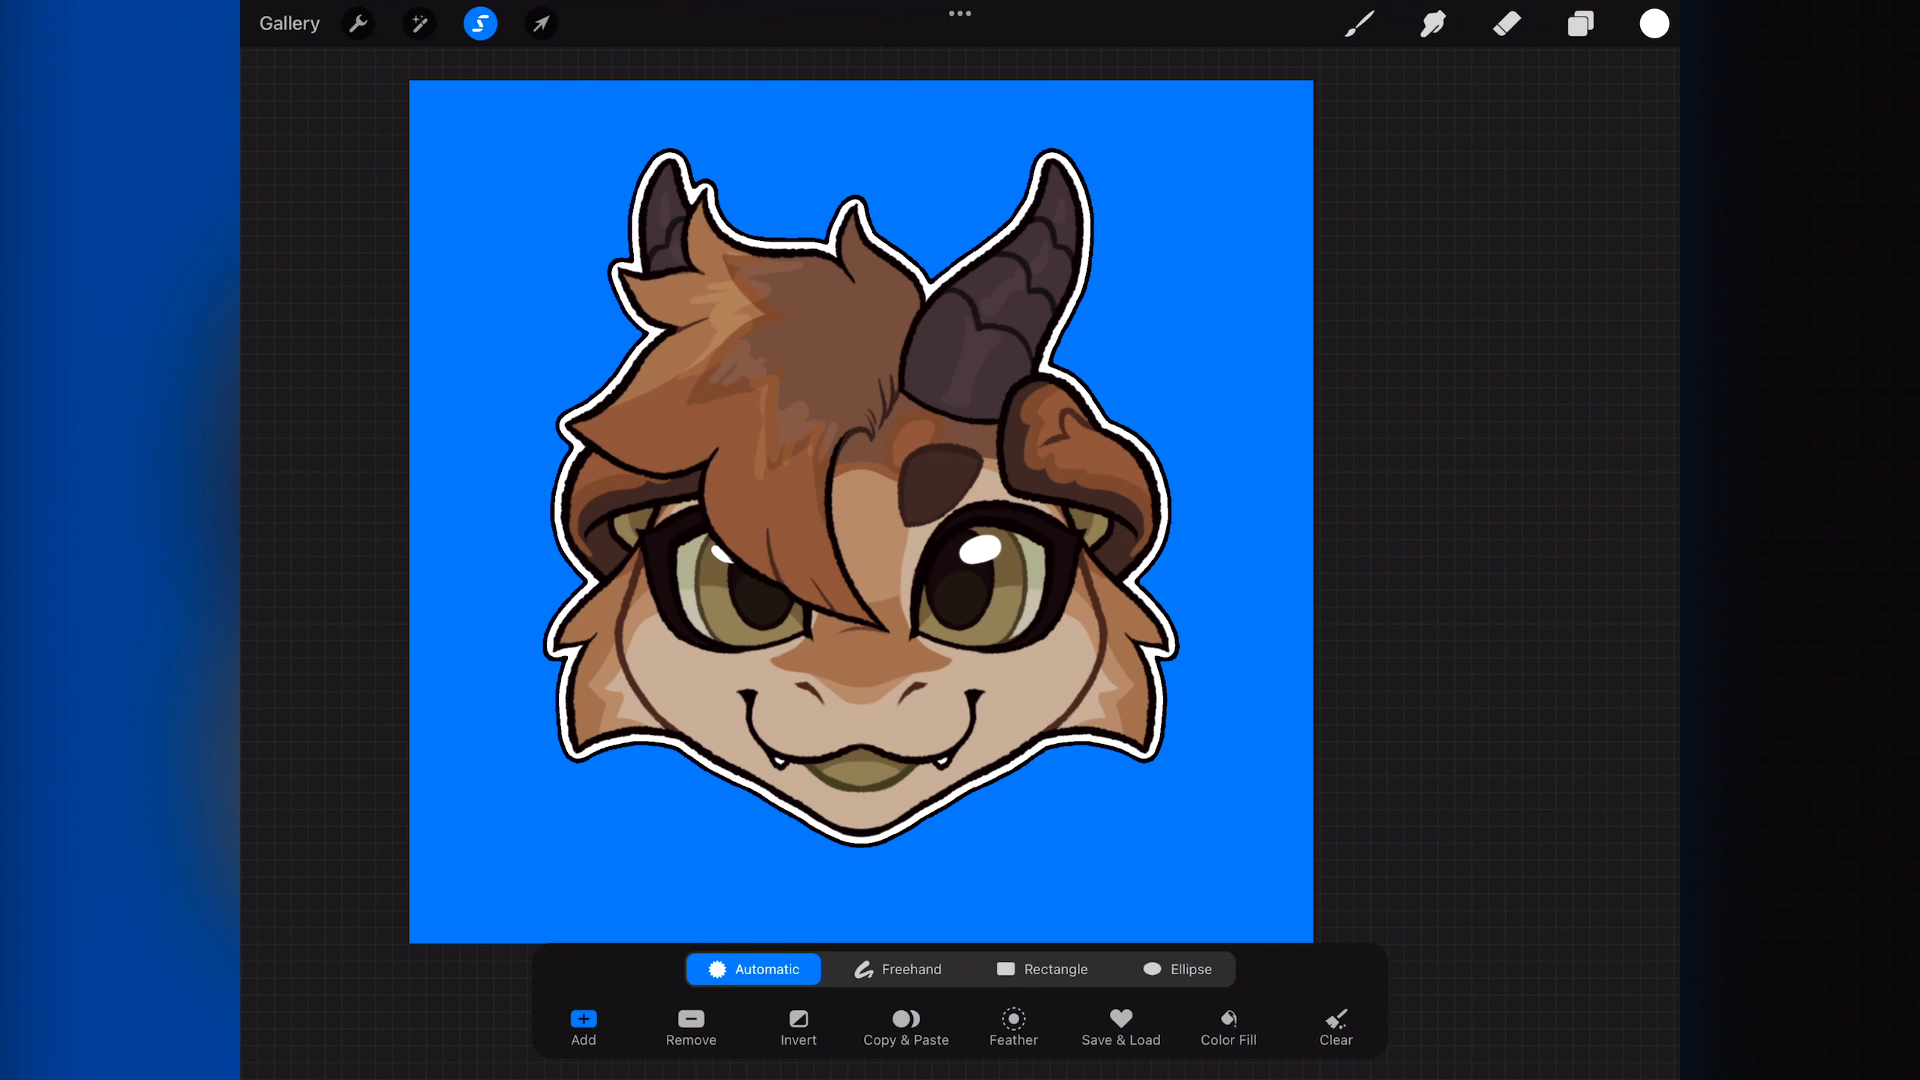 Gallery
Automatic Freehand Rectangle Ellipse
Add Remove Invert Copy & Paste Feather Save & Load Color Fill Clear